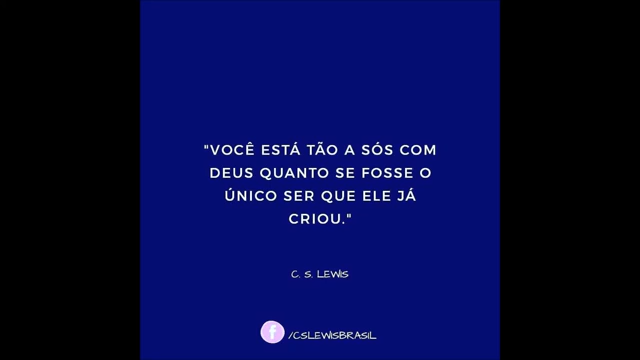 "VOCÊ ESTÁ TÃO A SÓS COM
DEUS QUANTO SE FOSSE O
ÚNICO SER QUE ELE JÁ
CRIOU."
C. S. LEWIS
/CSLEWISBRASIL